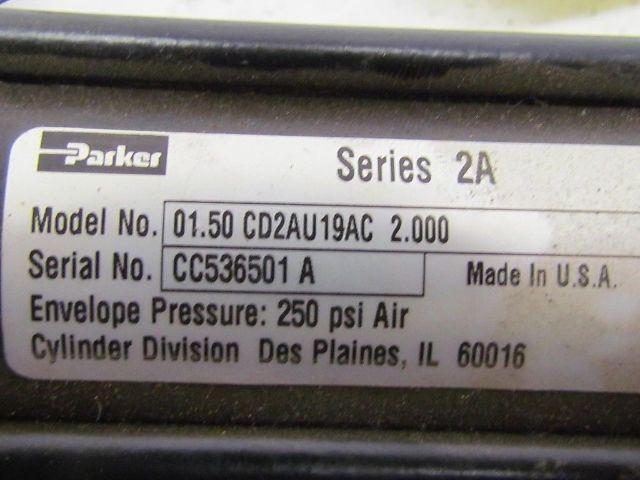 Parker
Series 2A
Model No. 01.50 CD2AU19AC 2.000
Serial No. CC536501 A Made In U.S.A.
Envelope Pressure: 250 psi Air
Cylinder Division Des Plaines, IL 60016